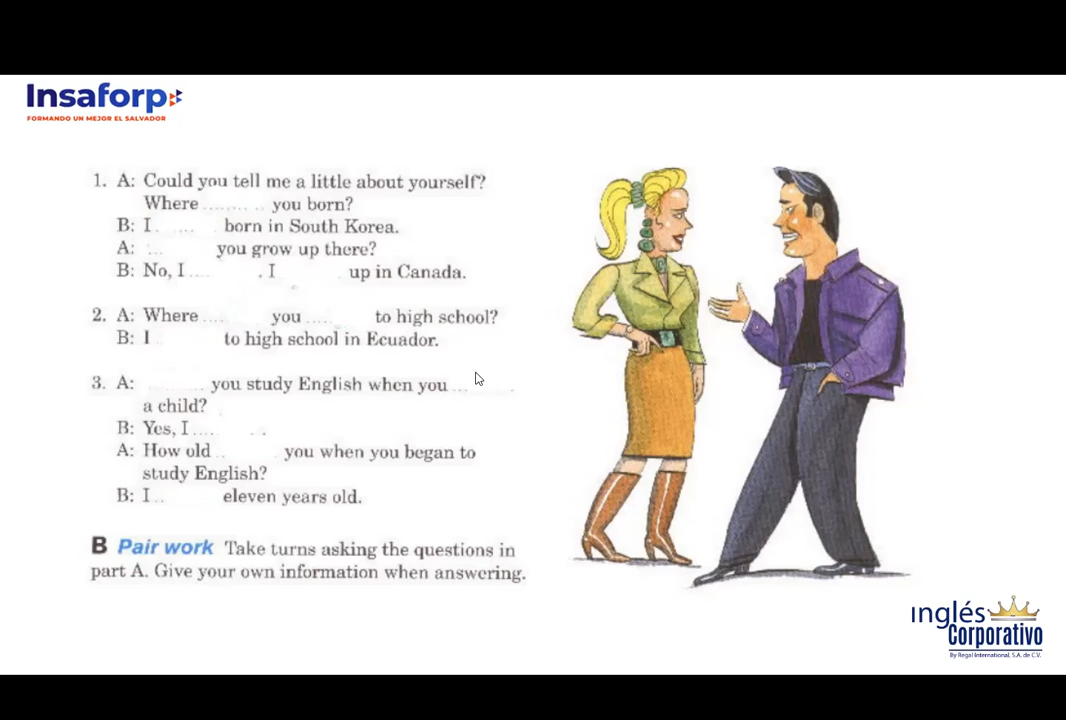 Insaforp
FORMANDO UN MEJOR EL SALVADOR
1. A: Could you tell me a little about yourself?
Where ............ you born?
B: I ..... born in South Korea.
A: ... you grow up there?
B: No, I .... . I up in Canada.
2. A: Where .... you ..... to high school?
B: I to high school in Ecuador.
3. A: you study English when you ...
a child?
B: Yes, I .....
A: How old .. you when you began to
study English?
B: I .. eleven years old.
B Pair work Take turns asking the questions in
part A. Give your own information when answering.
inglés
Corporativo
By Regal International, S.A. de C.V.